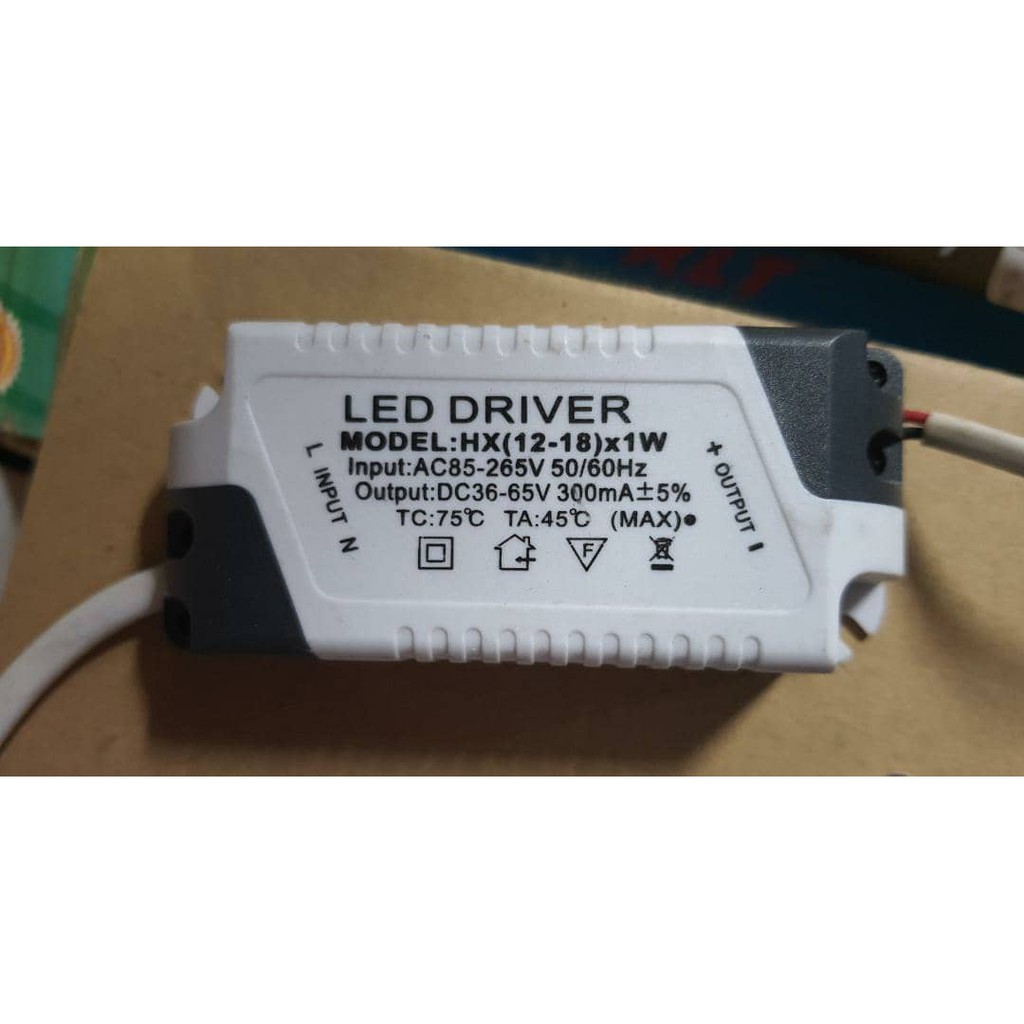 LED DRIVER
MODEL:HX(12-18)x1W
Input:AC85-265V 50/60Hz
Output:DC36-65V 300mA±5%
TC:75℃ TA:45℃ (MAX)●
L INPUT N
+ OUTPUT -
F